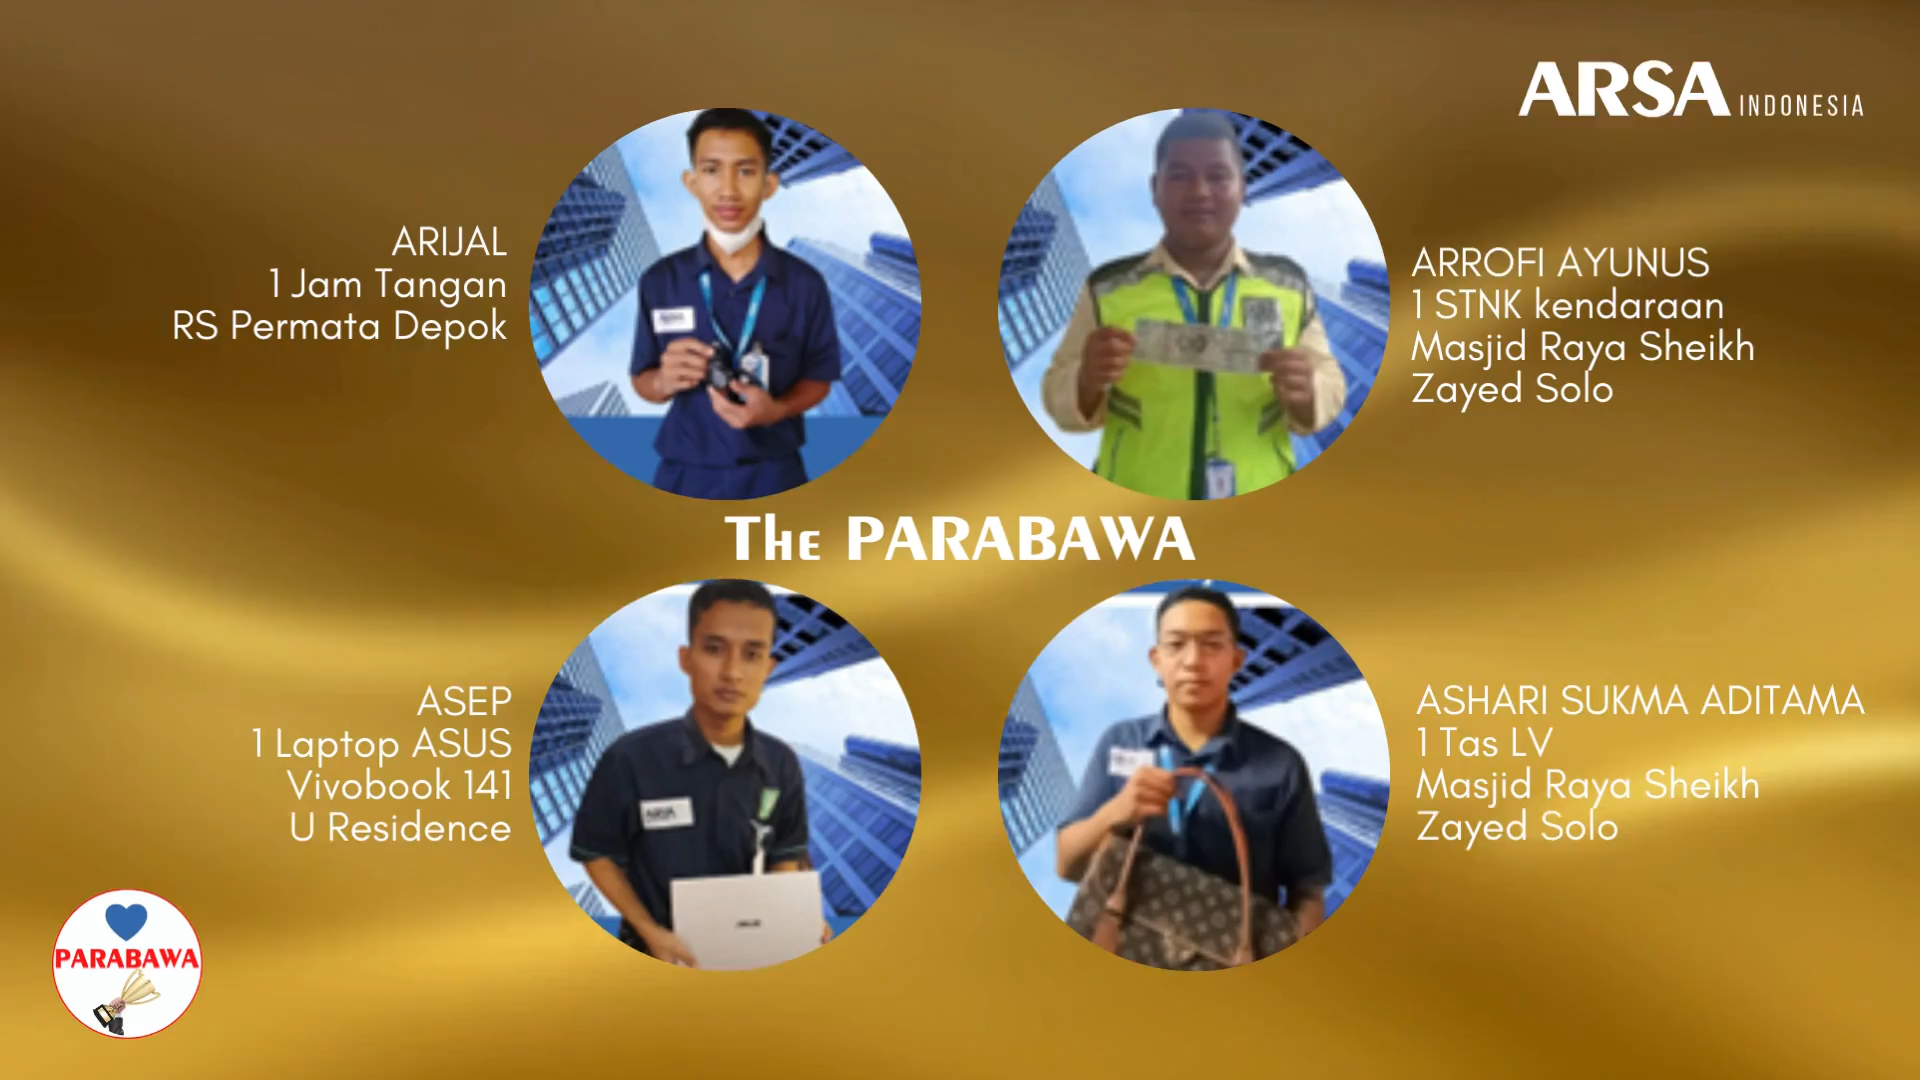 ARSA INDONESIA
ARIJAL
1 Jam Tangan
RS Permata Depok
ARROFI AYUNUS
1 STNK kendaraan
Masjid Raya Sheikh
Zayed Solo
The PARABAWA
ASEP
1 Laptop ASUS
Vivobook 141
U Residence
ARSA
ASUS
ASHARI SUKMA ADITAMA
1 Tas LV
Masjid Raya Sheikh
Zayed Solo
PARABAWA